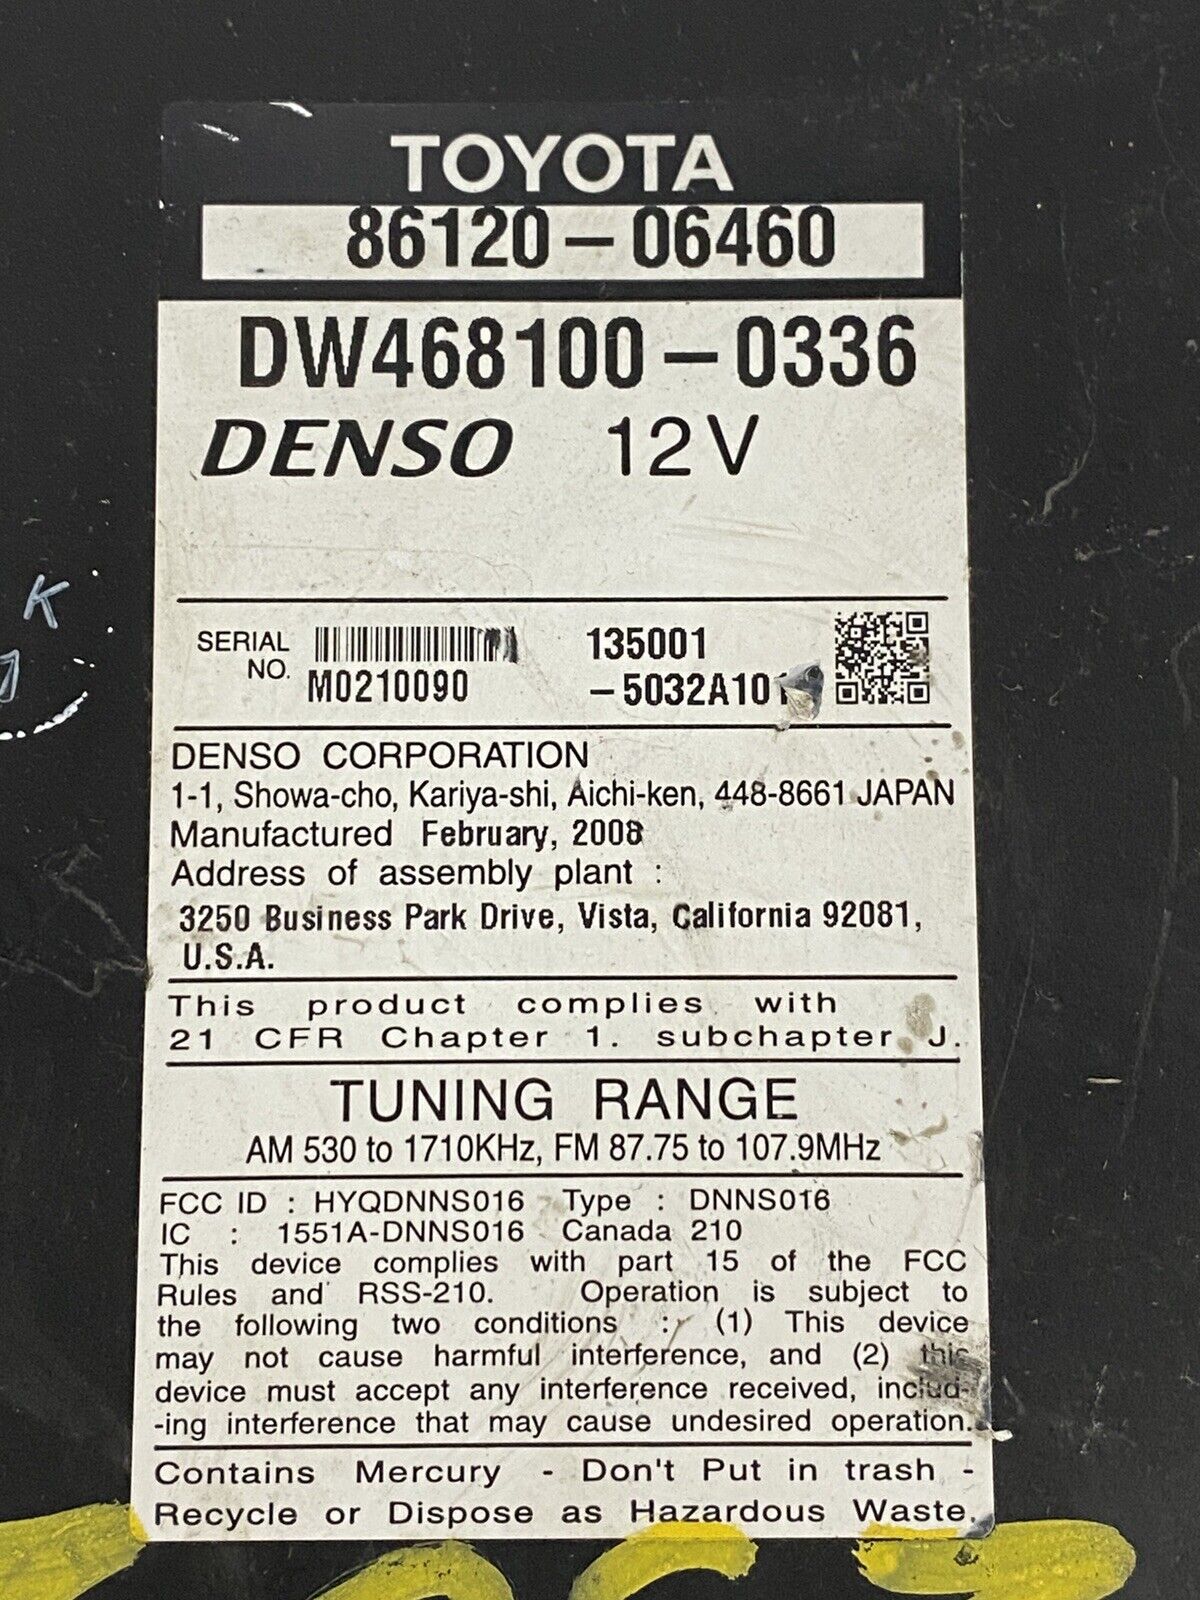 TOYOTA
86120-06460
DW468100-0336
DENSO 12V
SERIAL NO. M0210090
135001
-5032A101
DENSO CORPORATION
1-1, Showa-cho, Kariya-shi, Aichi-ken, 448-8661 JAPAN
Manufactured February, 2008
Address of assembly plant :
3250 Business Park Drive, Vista, California 92081,
U.S.A.
This product complies with
21 CFR Chapter 1. subchapter J.
TUNING RANGE
AM 530 to 1710KHz, FM 87.75 to 107.9MHz
FCC ID : HYQDNNS016 Type : DNNS016
IC : 1551A-DNNS016 Canada 210
This device complies with part 15 of the FCC
Rules and RSS-210. Operation is subject to
the following two conditions : (1) This device
may not cause harmful interference, and (2) this
device must accept any interference received, includ-
-ing interference that may cause undesired operation.
Contains Mercury - Don't Put in trash -
Recycle or Dispose as Hazardous Waste.
K